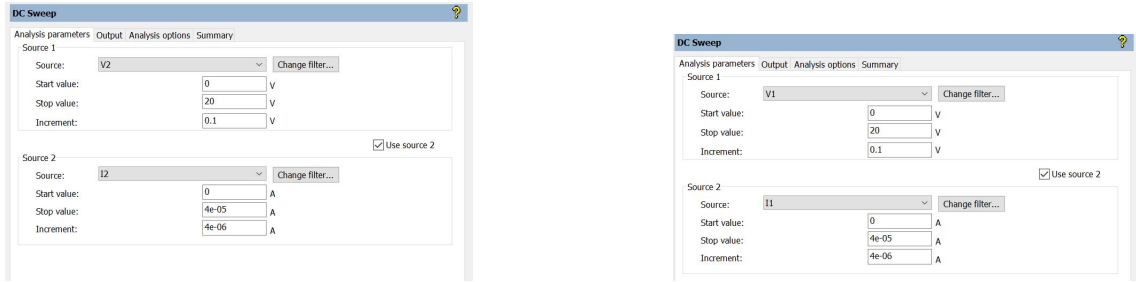 DC Sweep ?
Analysis parameters Output Analysis options Summary
Source 1
Source: V2 Change filter...
Start value: 0 V
Stop value: 20 V
Increment: 0.1 V
Use source 2
Source 2
Source: I2 Change filter...
Start value: 0 A
Stop value: 4e-05 A
Increment: 4e-06 A
DC Sweep ?
Analysis parameters Output Analysis options Summary
Source 1
Source: V1 Change filter...
Start value: 0 V
Stop value: 20 V
Increment: 0.1 V
Use source 2
Source 2
Source: I1 Change filter...
Start value: 0 A
Stop value: 4e-05 A
Increment: 4e-06 A